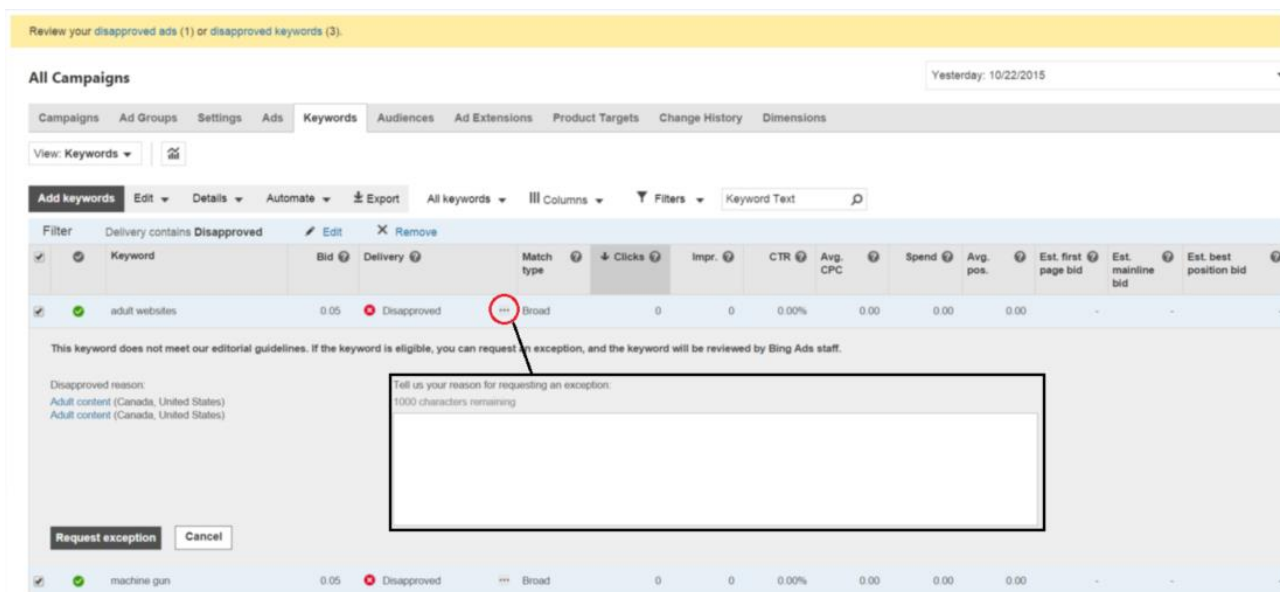 Review your disapproved ads (1) or disapproved keywords (3).
All Campaigns
Yesterday: 10/22/2015
Campaigns Ad Groups Settings Ads Keywords Audiences Ad Extensions Product Targets Change History Dimensions
View: Keywords
Add keywords Edit Details Automate Export All keywords Columns Filters Keyword Text
Filter Delivery contains Disapproved Edit Remove
Keyword Bid Delivery Match type Clicks Impr. CTR Avg. CPC Spend Avg. pos. Est. first page bid Est. mainline bid Est. best position bid
adult websites 0.05 Disapproved ... Broad 0 0 0.00% 0.00 0.00 0.00 - -
This keyword does not meet our editorial guidelines. If the keyword is eligible, you can request an exception, and the keyword will be reviewed by Bing Ads staff.
Disapproved reason:
Adult content (Canada, United States)
Adult content (Canada, United States)
Tell us your reason for requesting an exception:
1000 characters remaining
Request exception Cancel
machine gun 0.05 Disapproved ... Broad 0 0 0.00% 0.00 0.00 0.00 - -